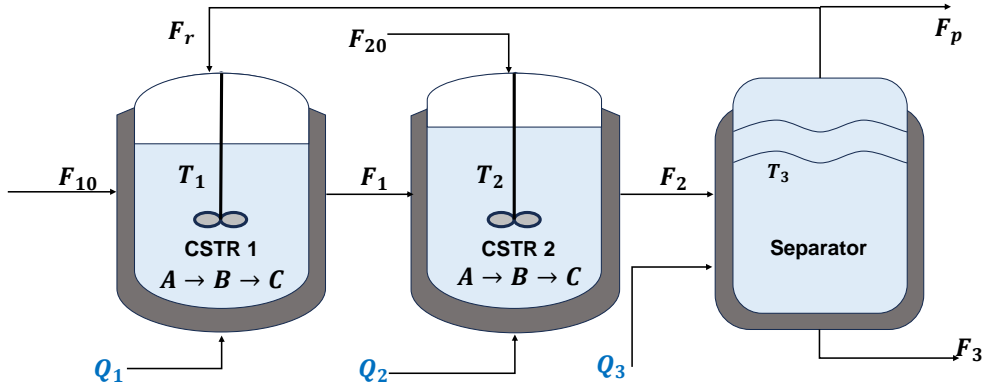 F_r
F_20
F_p
F_10
T_1
F_1
T_2
F_2
T_3
CSTR 1
A → B → C
CSTR 2
A → B → C
Separator
Q_1
Q_2
Q_3
F_3